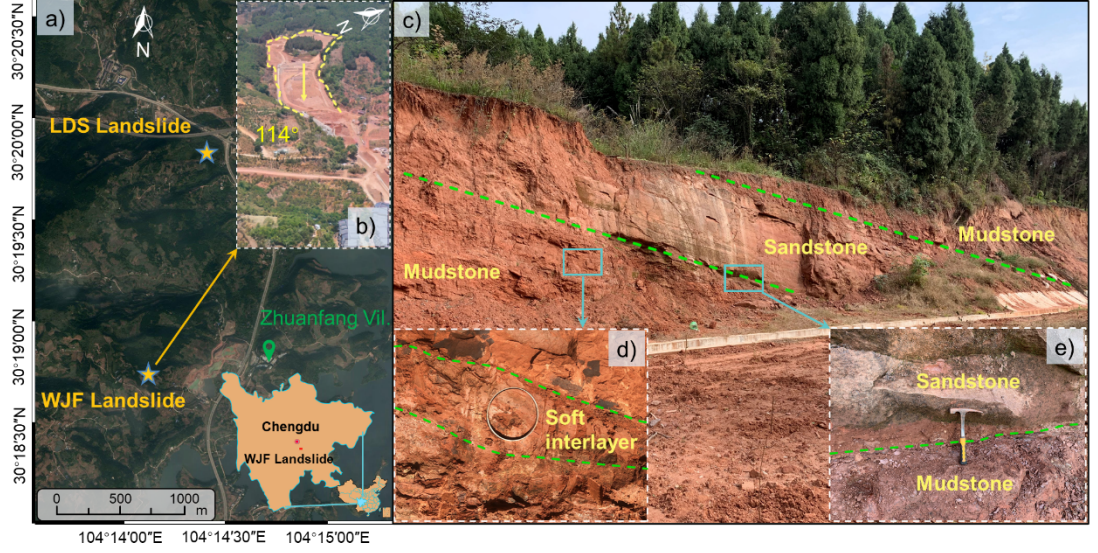 a)
N
LDS Landslide
WJF Landslide
Zhuanfang Vil.
Chengdu
WJF Landslide
0 500 1000
m
30°20'30"N
30°20'00"N
30°19'30"N
30°19'00"N
30°18'30"N
104°14'00"E 104°14'30"E 104°15'00"E
b)
N
114°
c)
Mudstone
Sandstone
Mudstone
d)
Soft
interlayer
e)
Sandstone
Mudstone